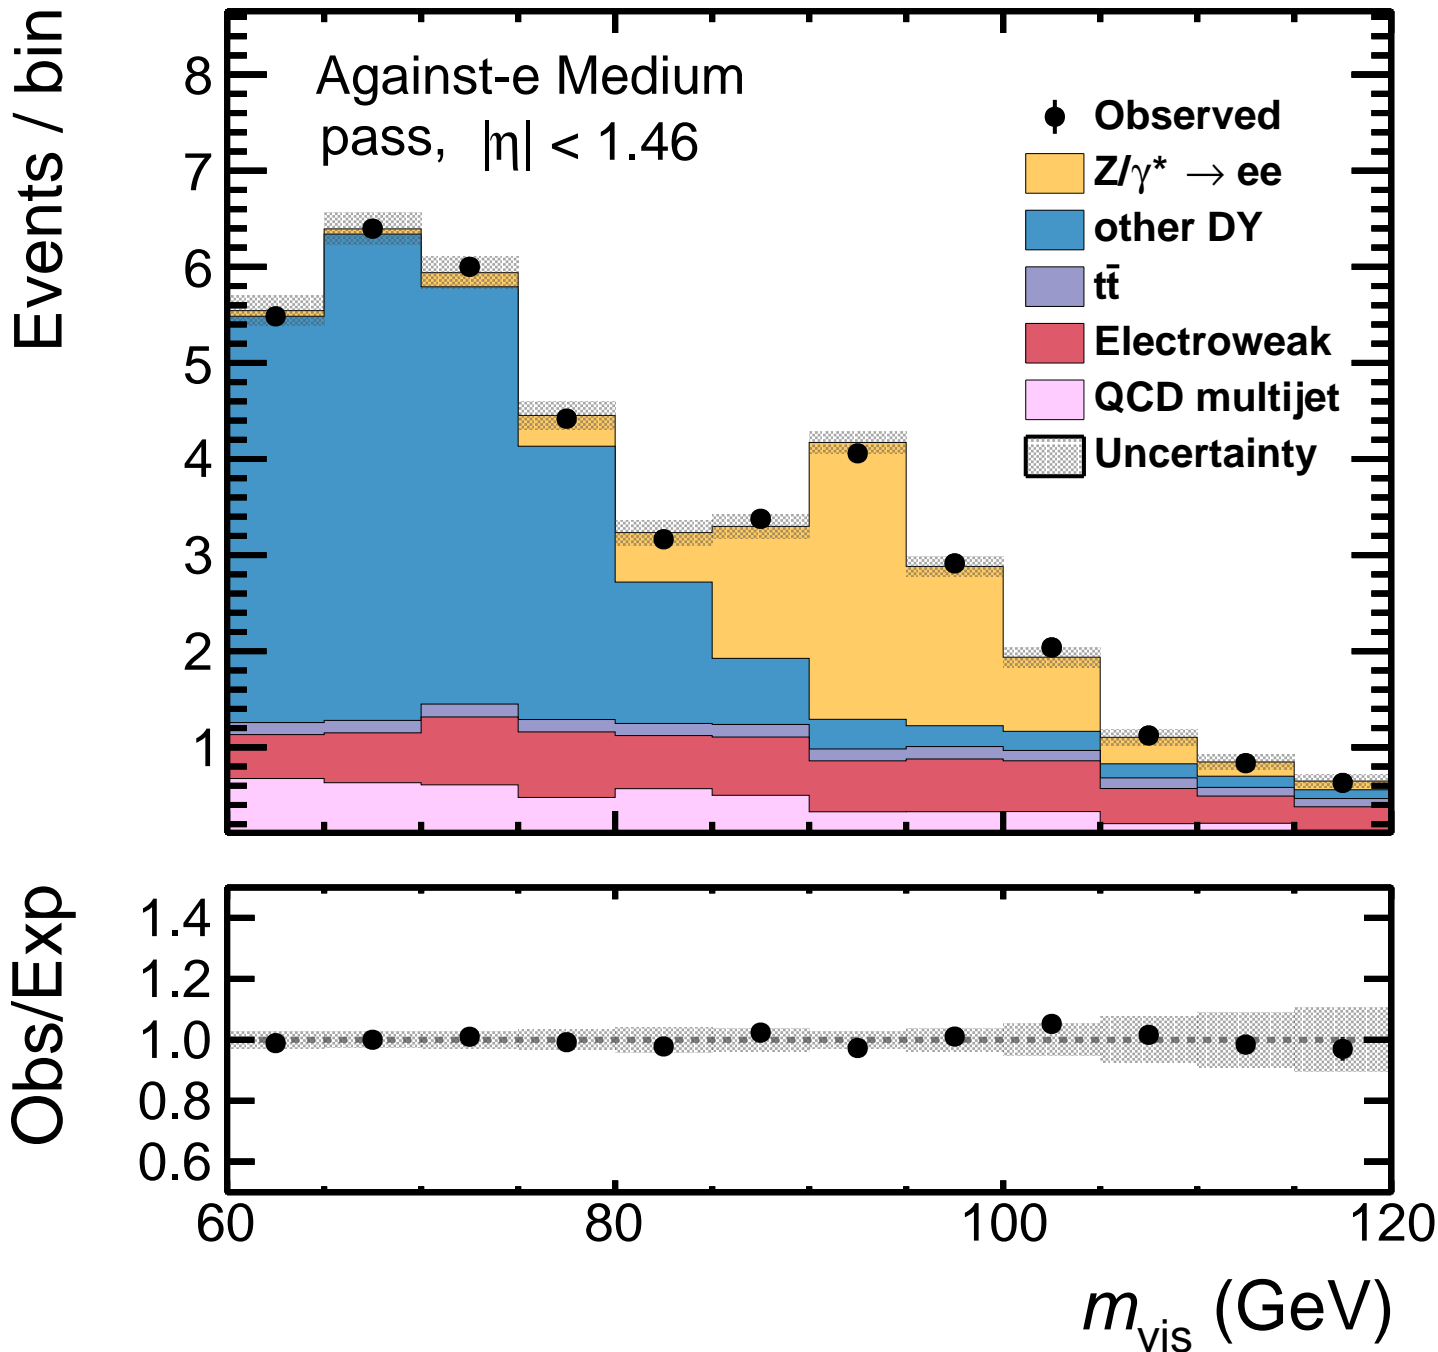 Events / bin
8
7
6
5
4
3
2
1
Against-e Medium
pass, |η| < 1.46
Observed
Z/γ* → ee
other DY
tt̄
Electroweak
QCD multijet
Uncertainty
Obs/Exp
1.4
1.2
1.0
0.8
0.6
60 80 100 120
m_vis (GeV)